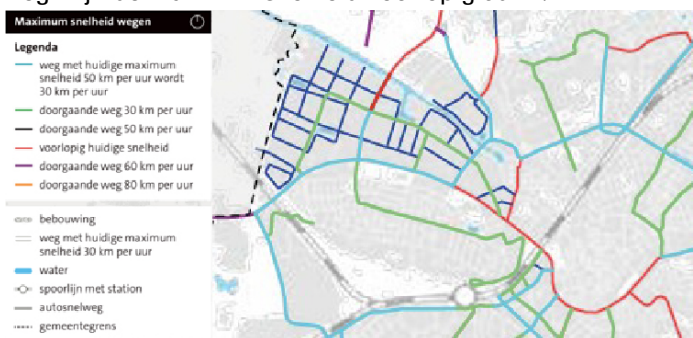 Maximum snelheid wegen
Legenda
weg met huidige maximum
snelheid 50 km per uur wordt
30 km per uur
doorgaande weg 30 km per uur
doorgaande weg 50 km per uur
voorlopig huidige snelheid
doorgaande weg 60 km per uur
doorgaande weg 80 km per uur
bebouwing
weg met huidige maximum
snelheid 30 km per uur
water
spoorlijn met station
autosnelweg
gemeentegrens